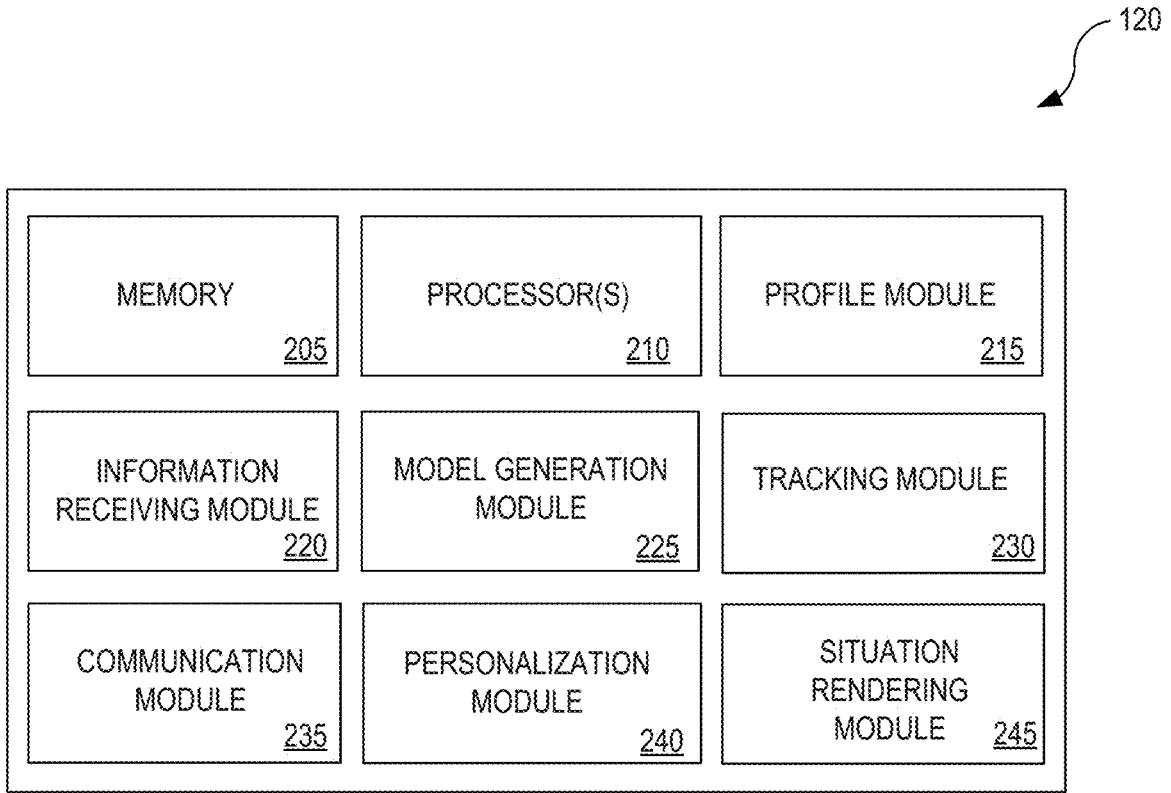 120
MEMORY
205
PROCESSOR(S)
210
PROFILE MODULE
215
INFORMATION
RECEIVING MODULE
220
MODEL GENERATION
MODULE
225
TRACKING MODULE
230
COMMUNICATION
MODULE
235
PERSONALIZATION
MODULE
240
SITUATION
RENDERING
MODULE
245